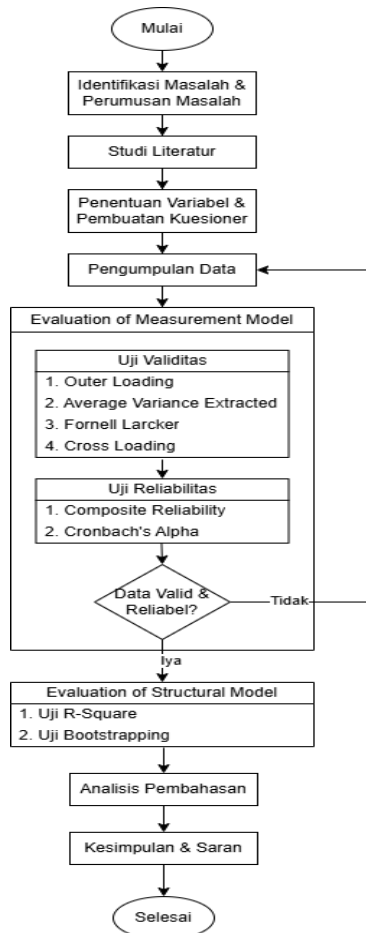 Mulai
Identifikasi Masalah &
Perumusan Masalah
Studi Literatur
Penentuan Variabel &
Pembuatan Kuesioner
Pengumpulan Data
Evaluation of Measurement Model
Uji Validitas
1. Outer Loading
2. Average Variance Extracted
3. Fornell Larcker
4. Cross Loading
Uji Reliabilitas
1. Composite Reliability
2. Cronbach's Alpha
Data Valid &
Reliabel?
Tidak
Iya
Evaluation of Structural Model
1. Uji R-Square
2. Uji Bootstrapping
Analisis Pembahasan
Kesimpulan & Saran
Selesai